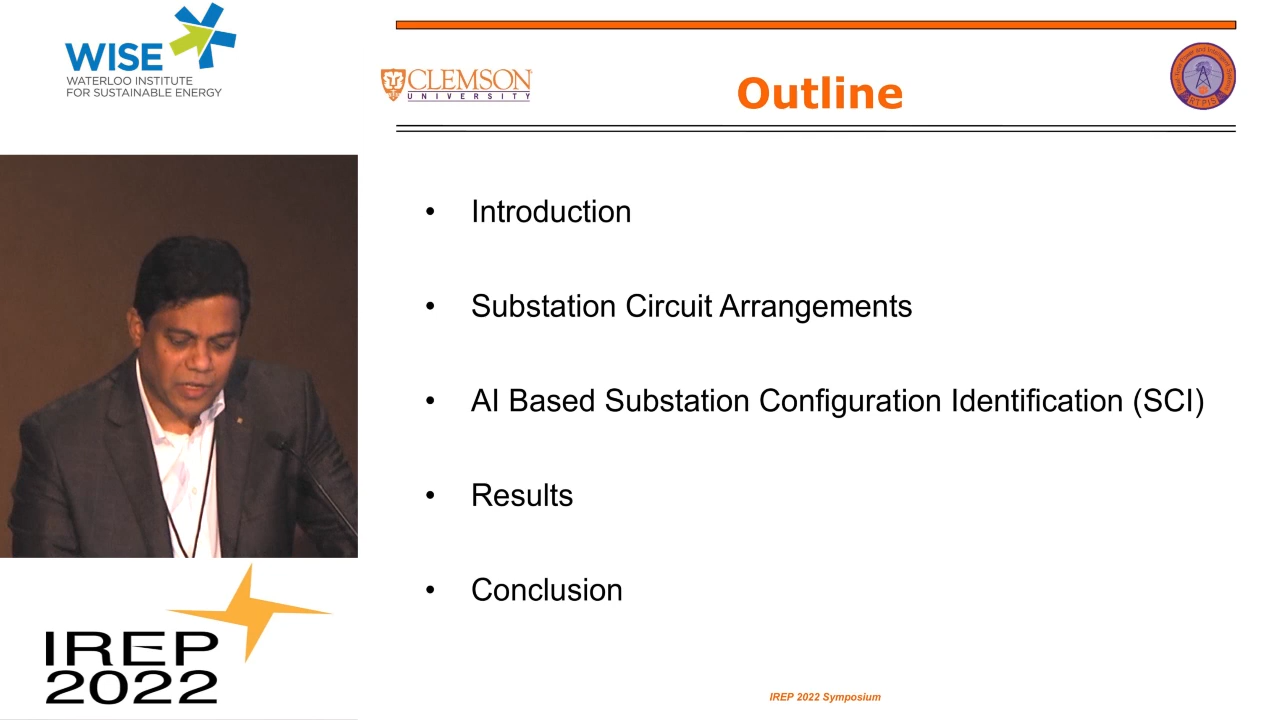 WISE
WATERLOO INSTITUTE
FOR SUSTAINABLE ENERGY
CLEMSON
UNIVERSITY
Outline
RTPIS
• Introduction
• Substation Circuit Arrangements
• AI Based Substation Configuration Identification (SCI)
• Results
• Conclusion
IREP
2022
IREP 2022 Symposium